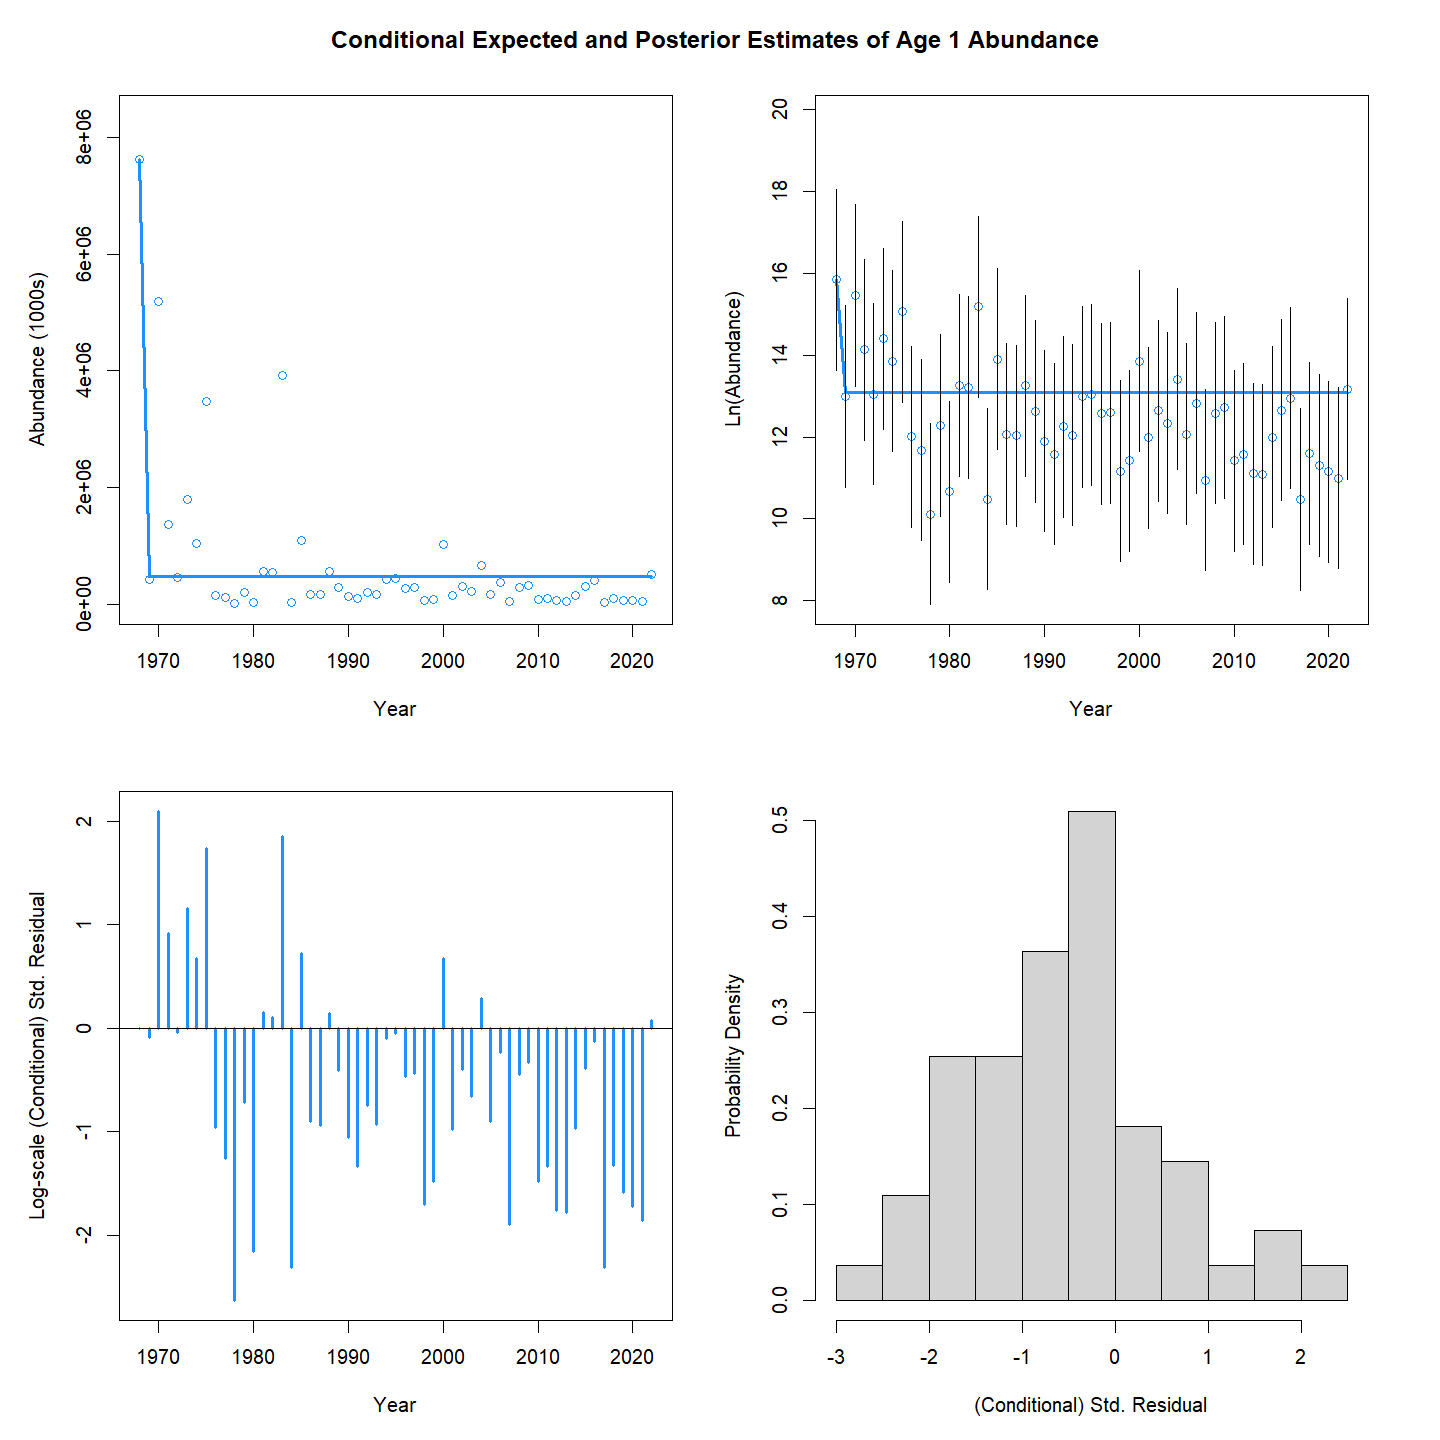 Conditional Expected and Posterior Estimates of Age 1 Abundance
Abundance (1000s)
8e+06
6e+06
4e+06
2e+06
0e+00
1970 1980 1990 2000 2010 2020
Year
Ln(Abundance)
20
18
16
14
12
10
8
1970 1980 1990 2000 2010 2020
Year
Log-scale (Conditional) Std. Residual
2
1
0
-1
-2
1970 1980 1990 2000 2010 2020
Year
Probability Density
0.5
0.4
0.3
0.2
0.1
0.0
-3 -2 -1 0 1 2
(Conditional) Std. Residual